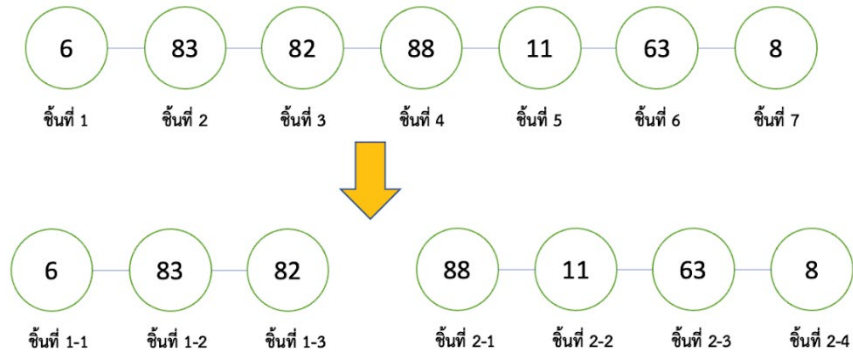 6 83 82 88 11 63 8
ชิ้นที่ 1 ชิ้นที่ 2 ชิ้นที่ 3 ชิ้นที่ 4 ชิ้นที่ 5 ชิ้นที่ 6 ชิ้นที่ 7
6 83 82 88 11 63 8
ชิ้นที่ 1-1 ชิ้นที่ 1-2 ชิ้นที่ 1-3 ชิ้นที่ 2-1 ชิ้นที่ 2-2 ชิ้นที่ 2-3 ชิ้นที่ 2-4